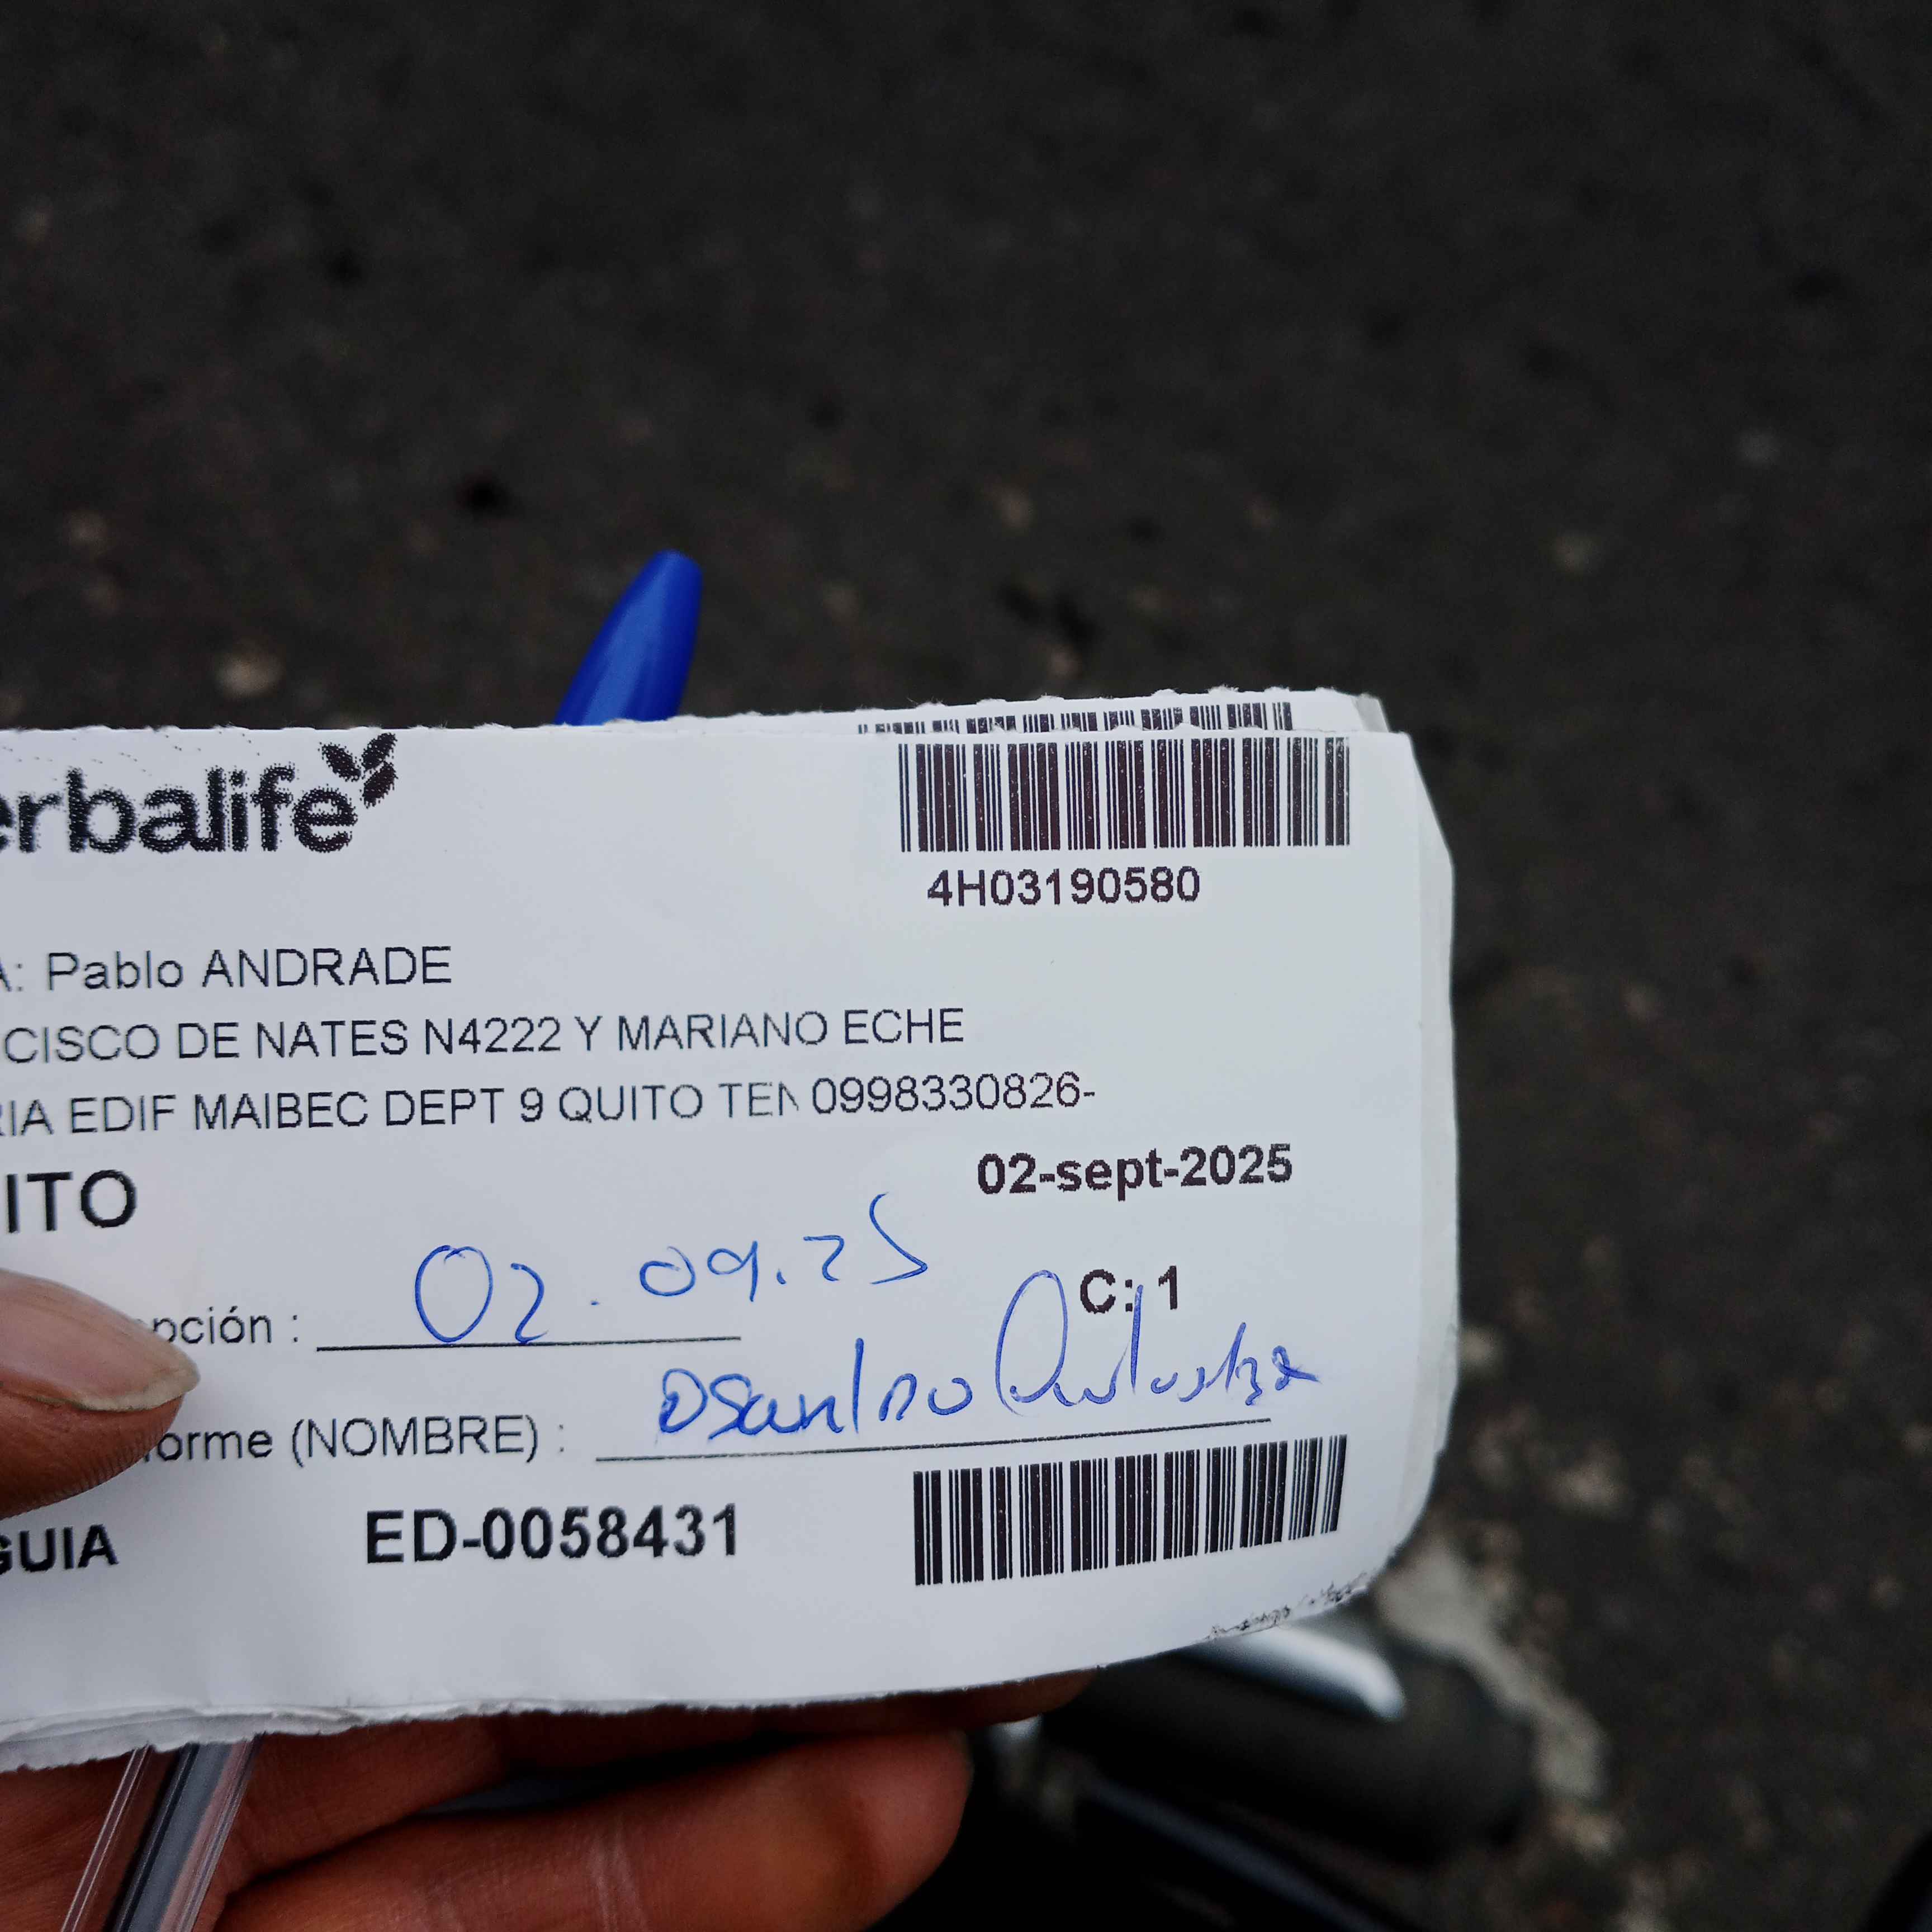 erbalife
4H03190580
A: Pablo ANDRADE
CISCO DE NATES N4222 Y MARIANO ECHE
RIA EDIF MAIBEC DEPT 9 QUITO TEN 0998330826-
02-sept-2025
ITO
C: 1
pción : 02.09.25
orme (NOMBRE) :
GUIA ED-0058431